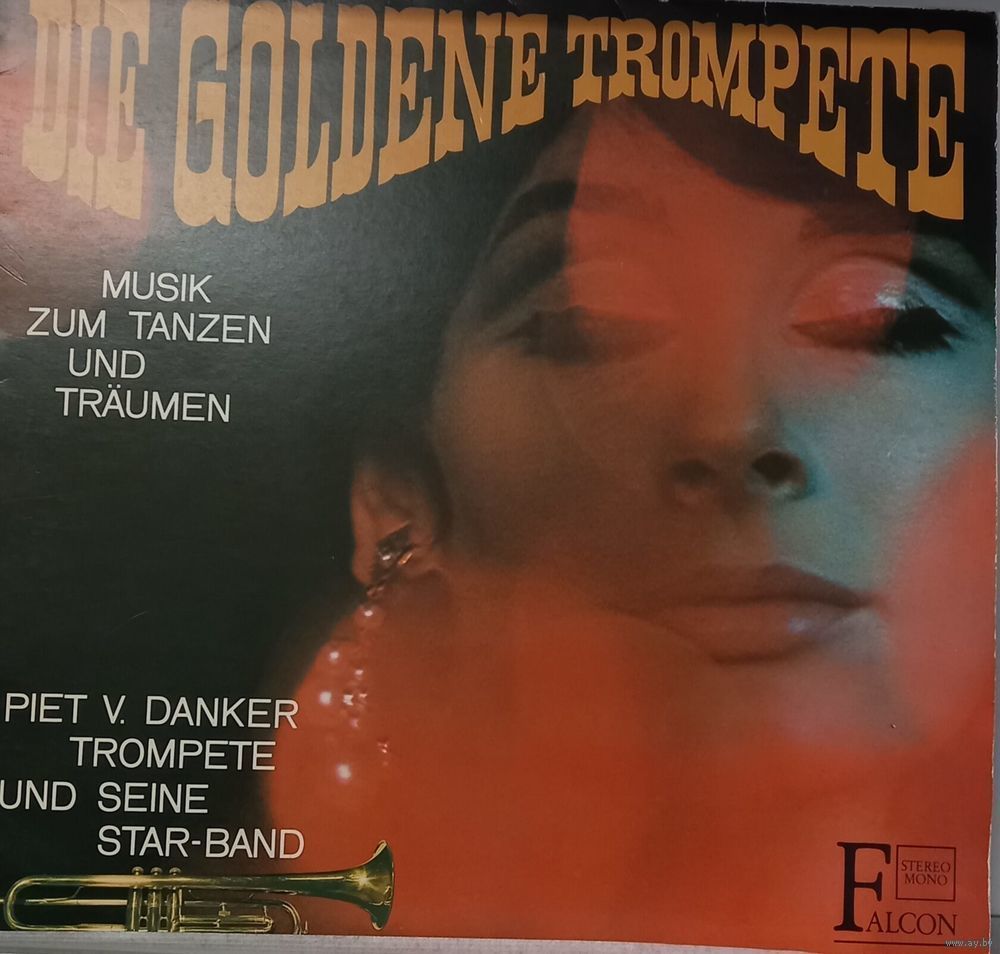 DIE GOLDENE TROMPETE
MUSIK
ZUM TANZEN
UND
TRÄUMEN
PIET V. DANKER
TROMPETE
UND SEINE
STAR-BAND
STEREO
MONO
FALCON
www.ay.by